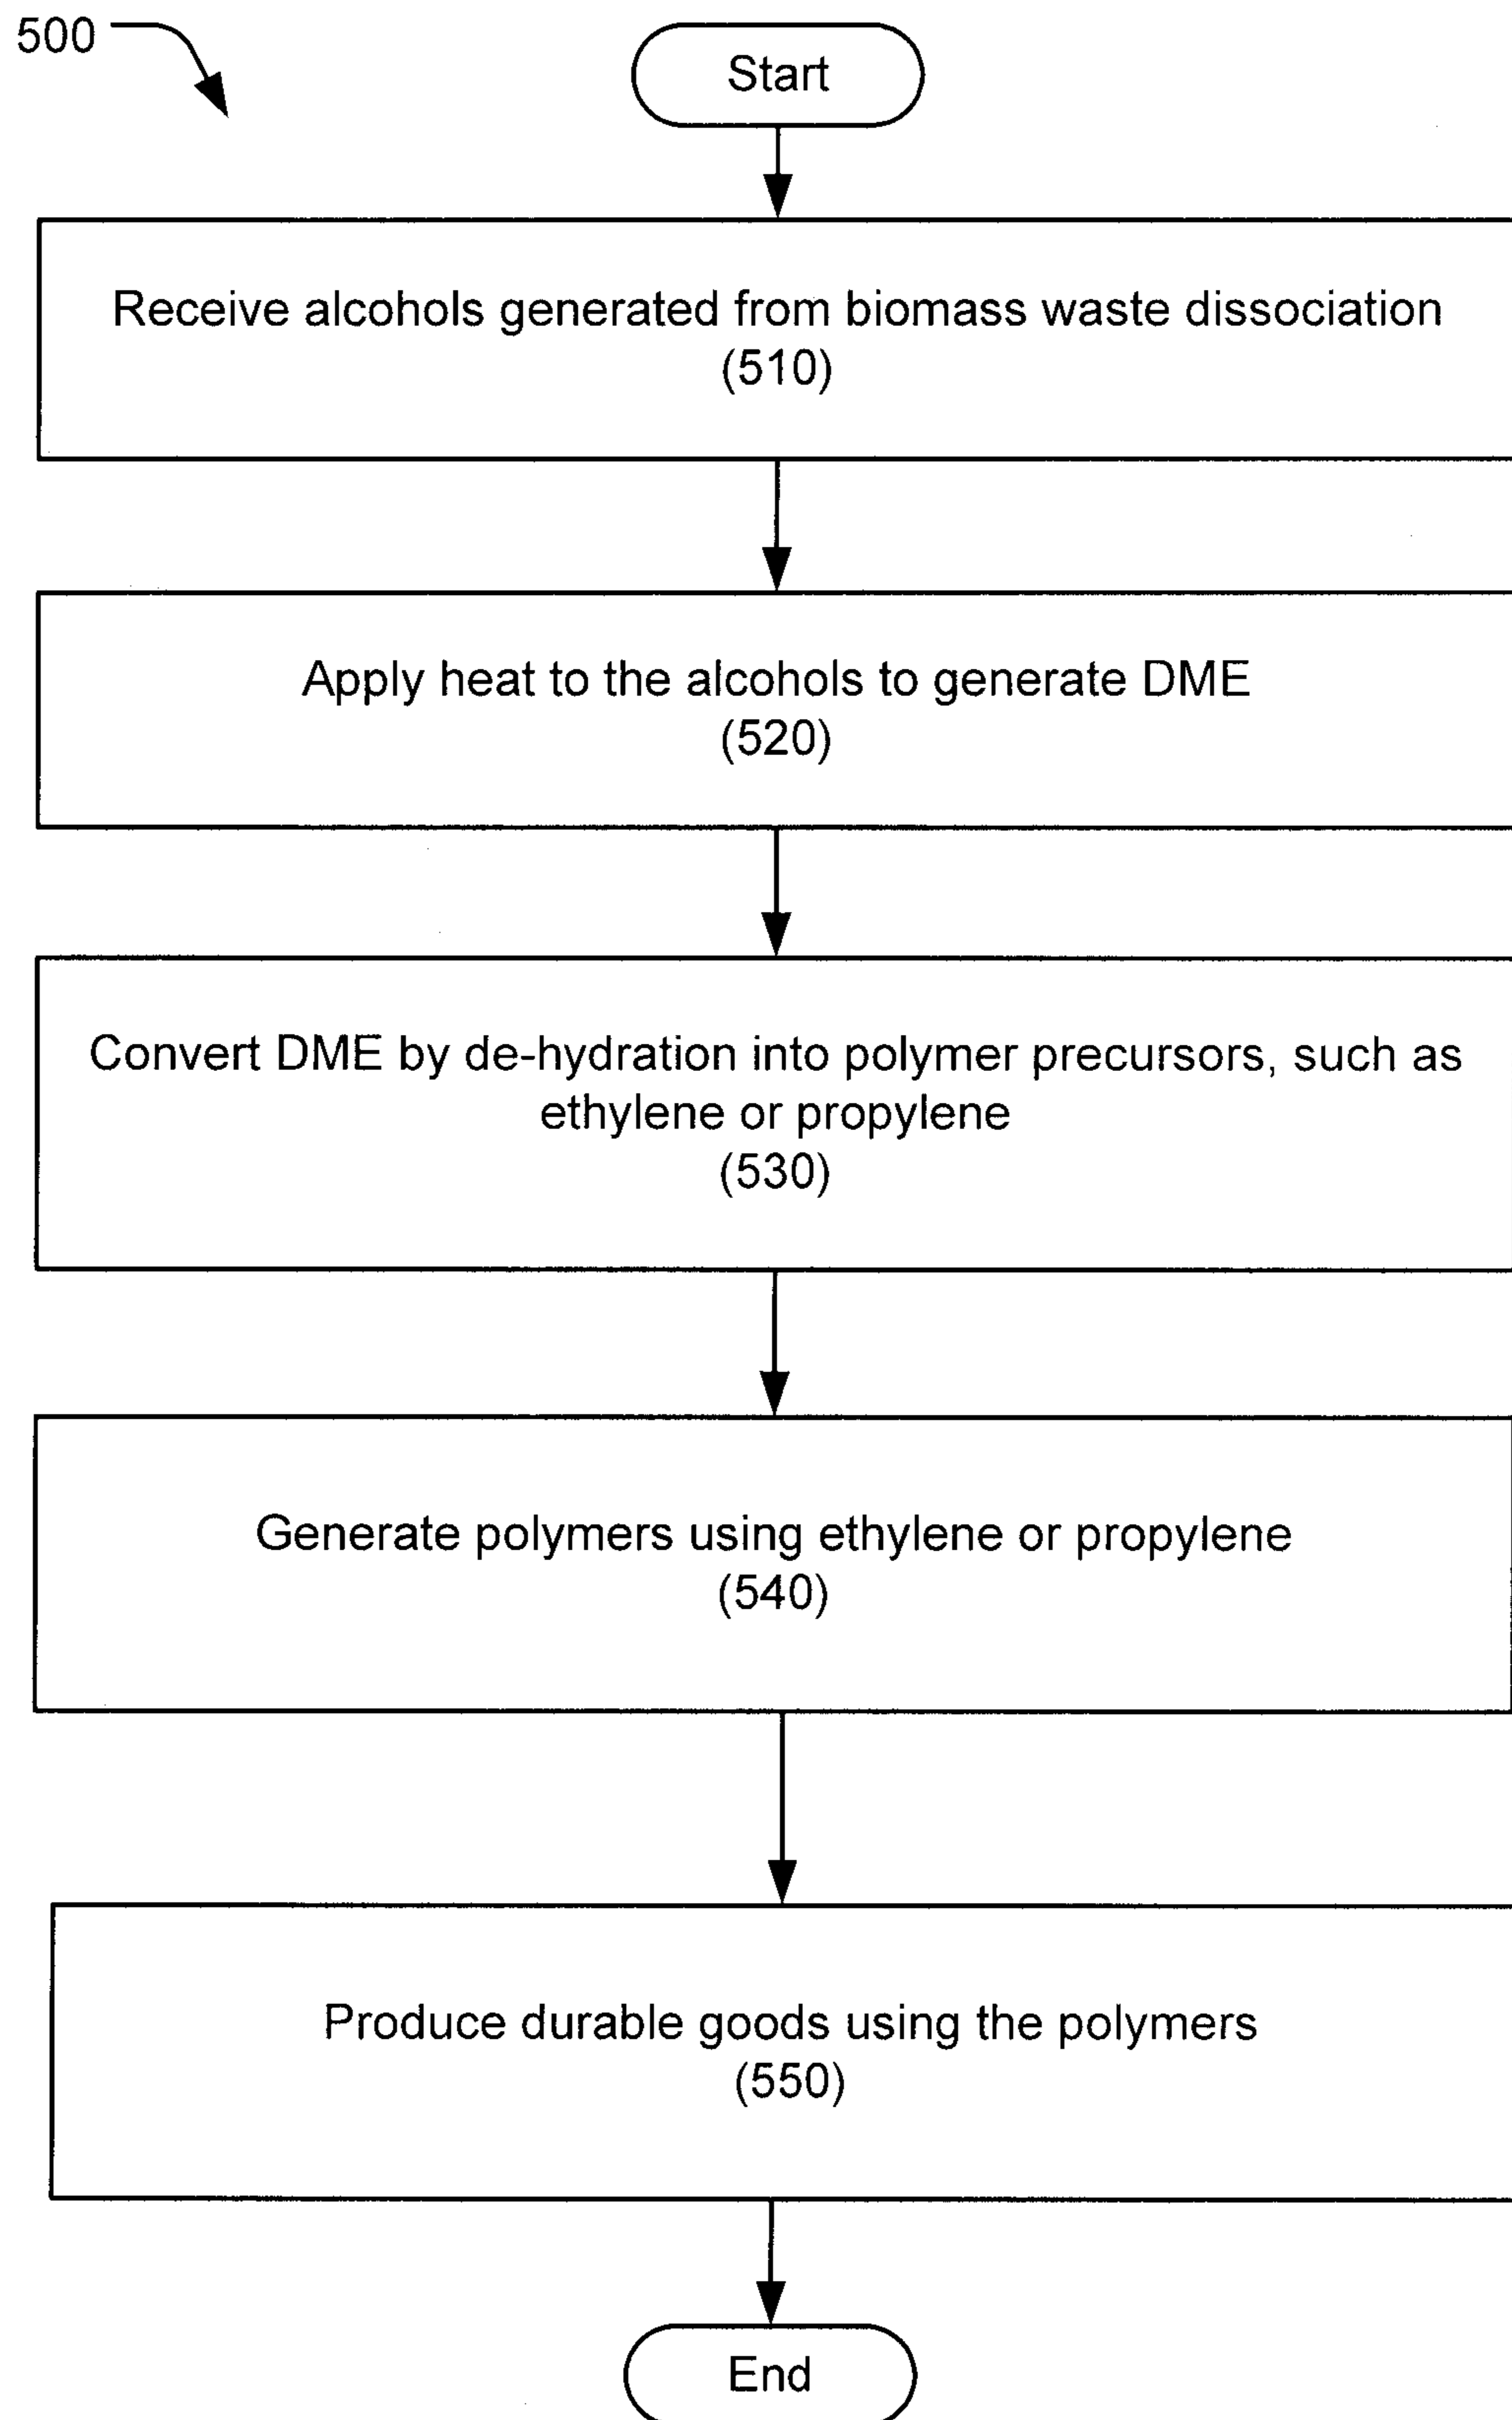 500
Start
Receive alcohols generated from biomass waste dissociation
(510)
Apply heat to the alcohols to generate DME
(520)
Convert DME by de-hydration into polymer precursors, such as
ethylene or propylene
(530)
Generate polymers using ethylene or propylene
(540)
Produce durable goods using the polymers
(550)
End